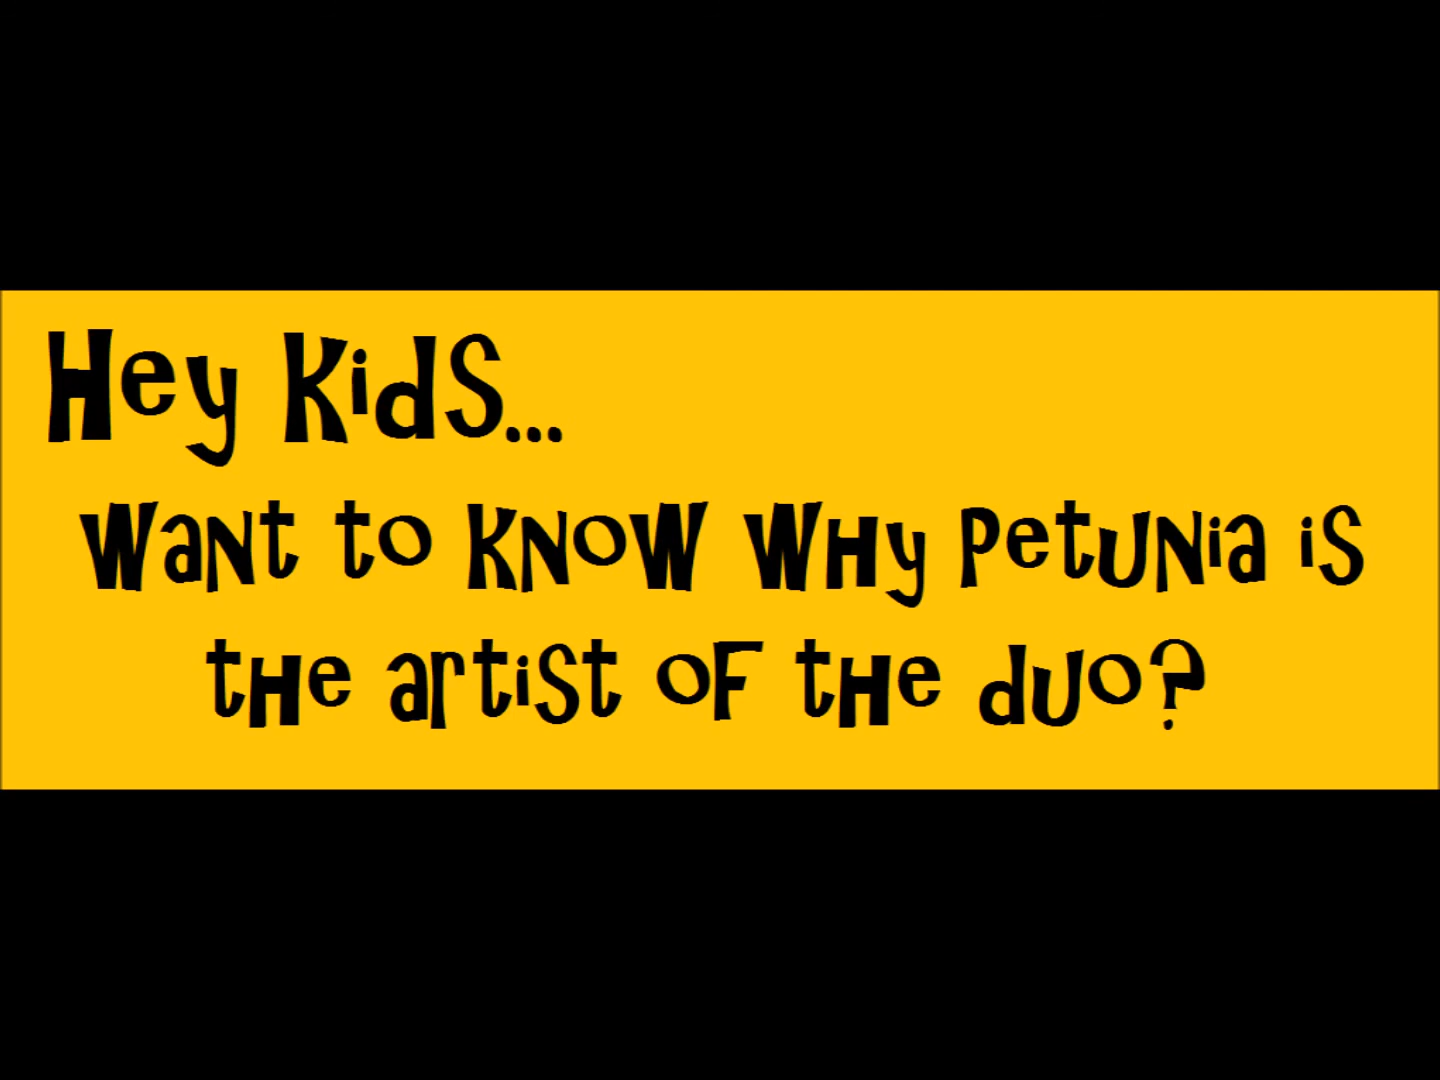 Hey Kids...
Want to know why Petunia is
the artist of the duo?